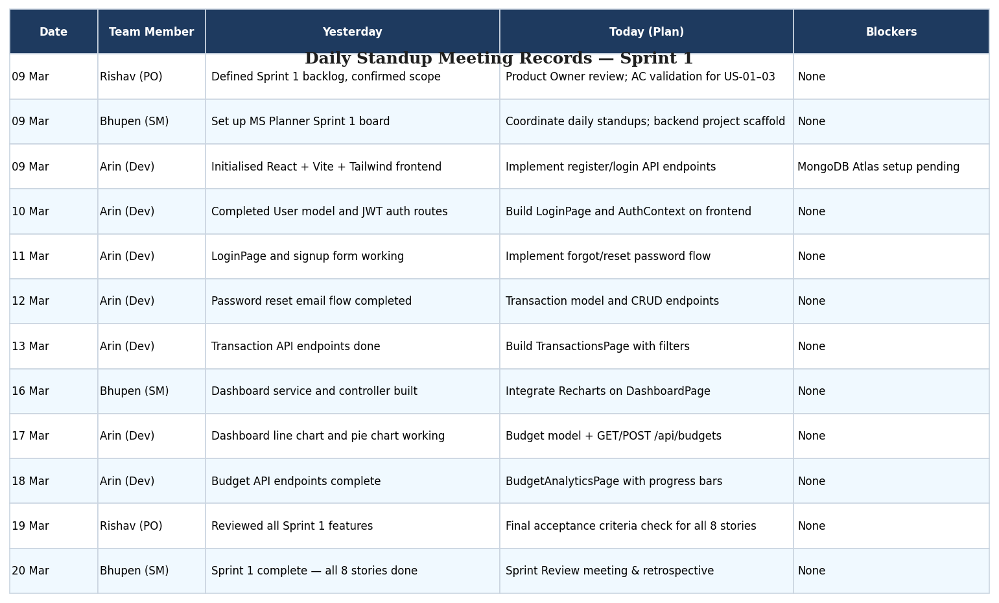 Date Team Member Yesterday Today (Plan) Blockers
Daily Standup Meeting Records — Sprint 1
09 Mar Rishav (PO) Defined Sprint 1 backlog, confirmed scope Product Owner review; AC validation for US-01–03 None
09 Mar Bhupen (SM) Set up MS Planner Sprint 1 board Coordinate daily standups; backend project scaffold None
09 Mar Arin (Dev) Initialised React + Vite + Tailwind frontend Implement register/login API endpoints MongoDB Atlas setup pending
10 Mar Arin (Dev) Completed User model and JWT auth routes Build LoginPage and AuthContext on frontend None
11 Mar Arin (Dev) LoginPage and signup form working Implement forgot/reset password flow None
12 Mar Arin (Dev) Password reset email flow completed Transaction model and CRUD endpoints None
13 Mar Arin (Dev) Transaction API endpoints done Build TransactionsPage with filters None
16 Mar Bhupen (SM) Dashboard service and controller built Integrate Recharts on DashboardPage None
17 Mar Arin (Dev) Dashboard line chart and pie chart working Budget model + GET/POST /api/budgets None
18 Mar Arin (Dev) Budget API endpoints complete BudgetAnalyticsPage with progress bars None
19 Mar Rishav (PO) Reviewed all Sprint 1 features Final acceptance criteria check for all 8 stories None
20 Mar Bhupen (SM) Sprint 1 complete — all 8 stories done Sprint Review meeting & retrospective None